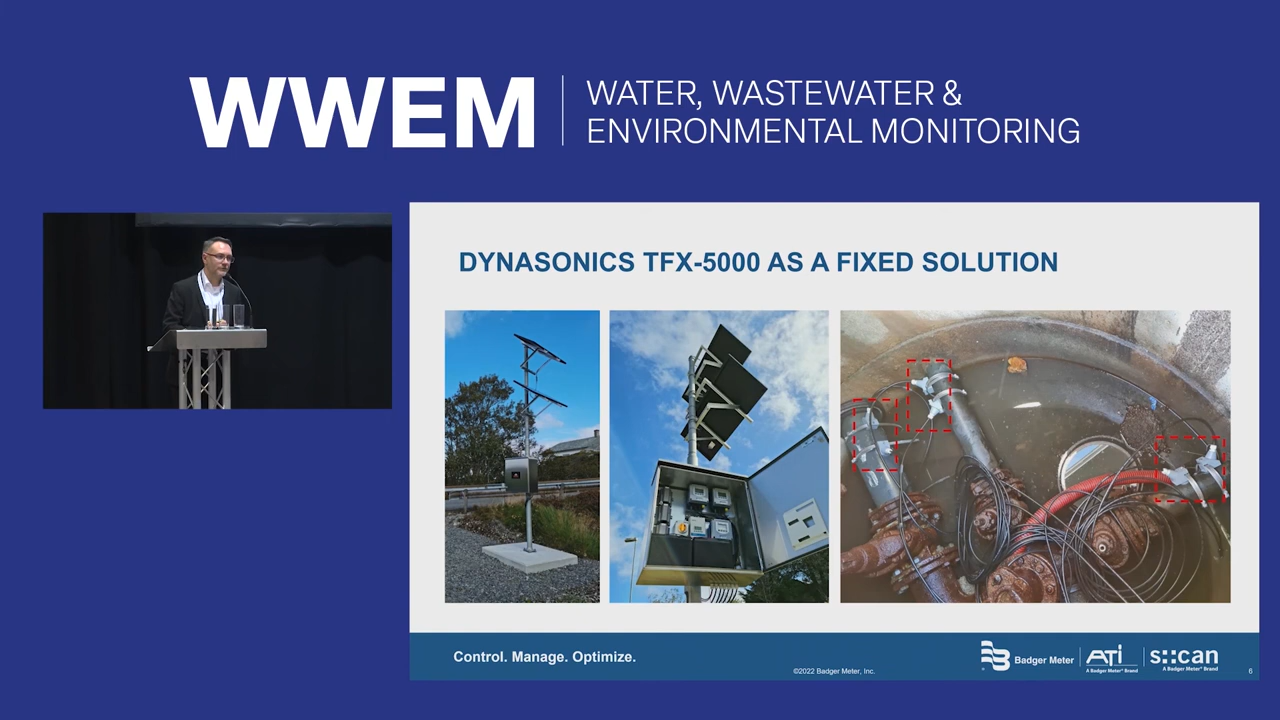 WWEM
WATER, WASTEWATER &
ENVIRONMENTAL MONITORING
DYNASONICS TFX-5000 AS A FIXED SOLUTION
Control. Manage. Optimize.
©2022 Badger Meter, Inc.
Badger Meter
ATi
A Badger Meter® Brand
s::can
A Badger Meter® Brand
6